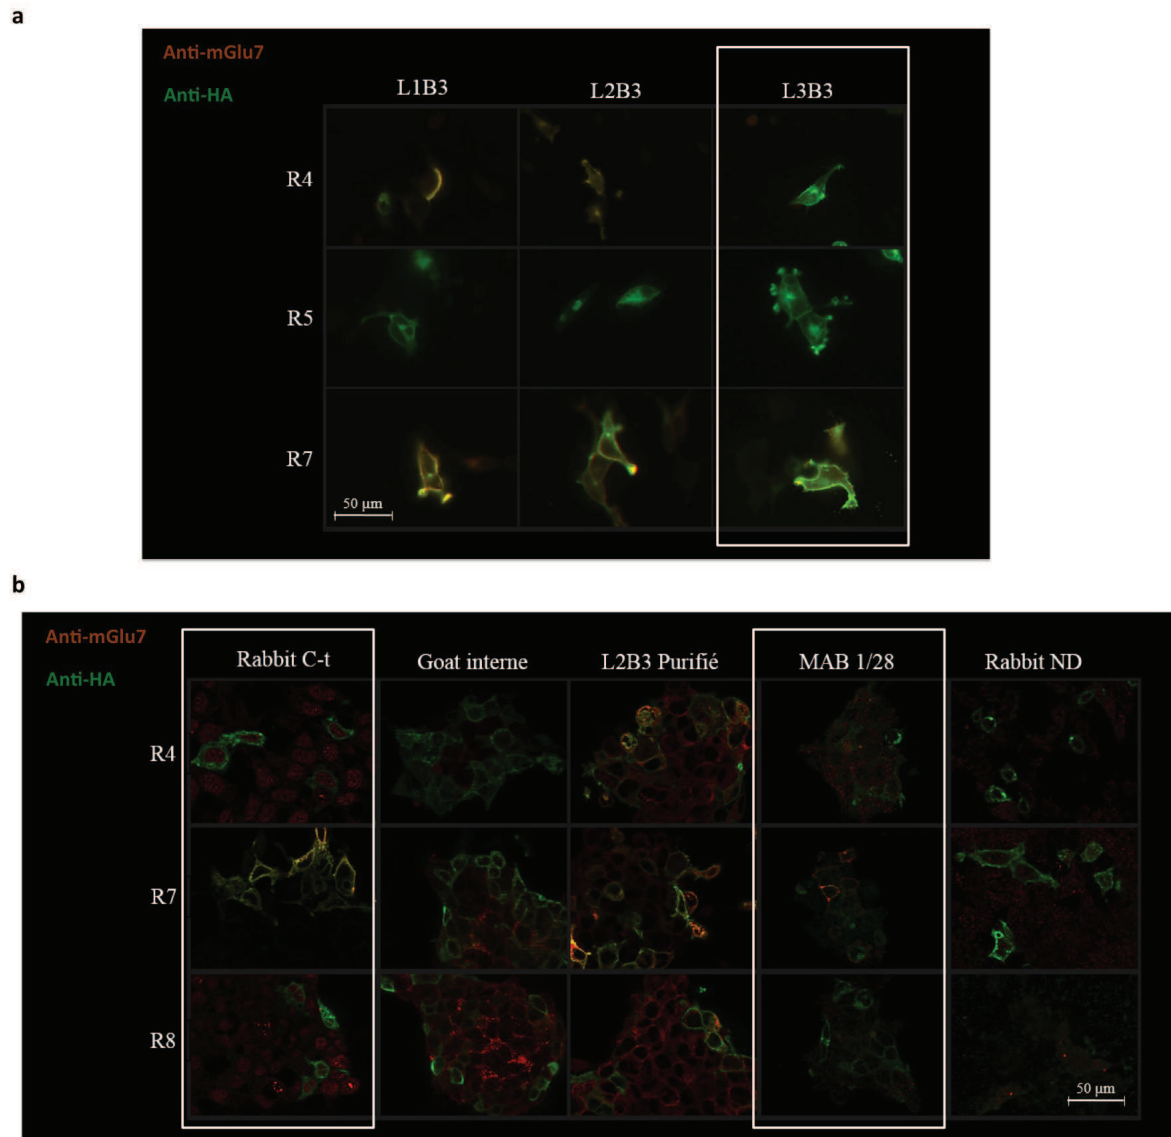 a
Anti-mGlu7
Anti-HA
L1B3 L2B3 L3B3
R4
R5
R7
50 µm
b
Anti-mGlu7
Anti-HA
Rabbit C-t Goat interne L2B3 Purifié MAB 1/28 Rabbit ND
R4
R7
R8
50 µm